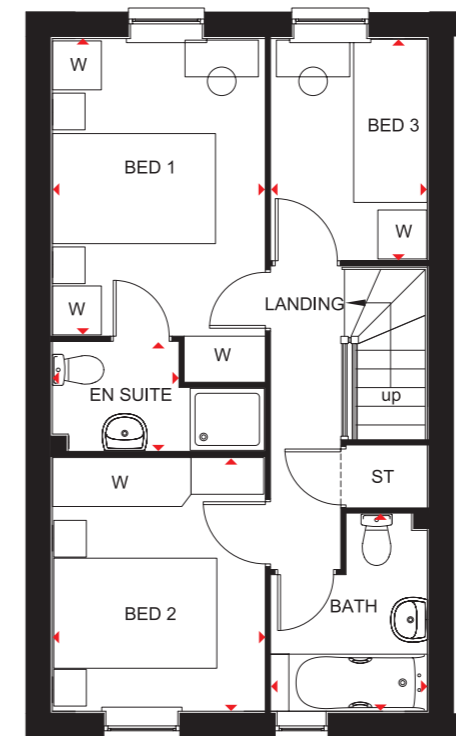 W
BED 1
BED 3
W
LANDING
W
W
EN SUITE
up
W
ST
BED 2
BATH